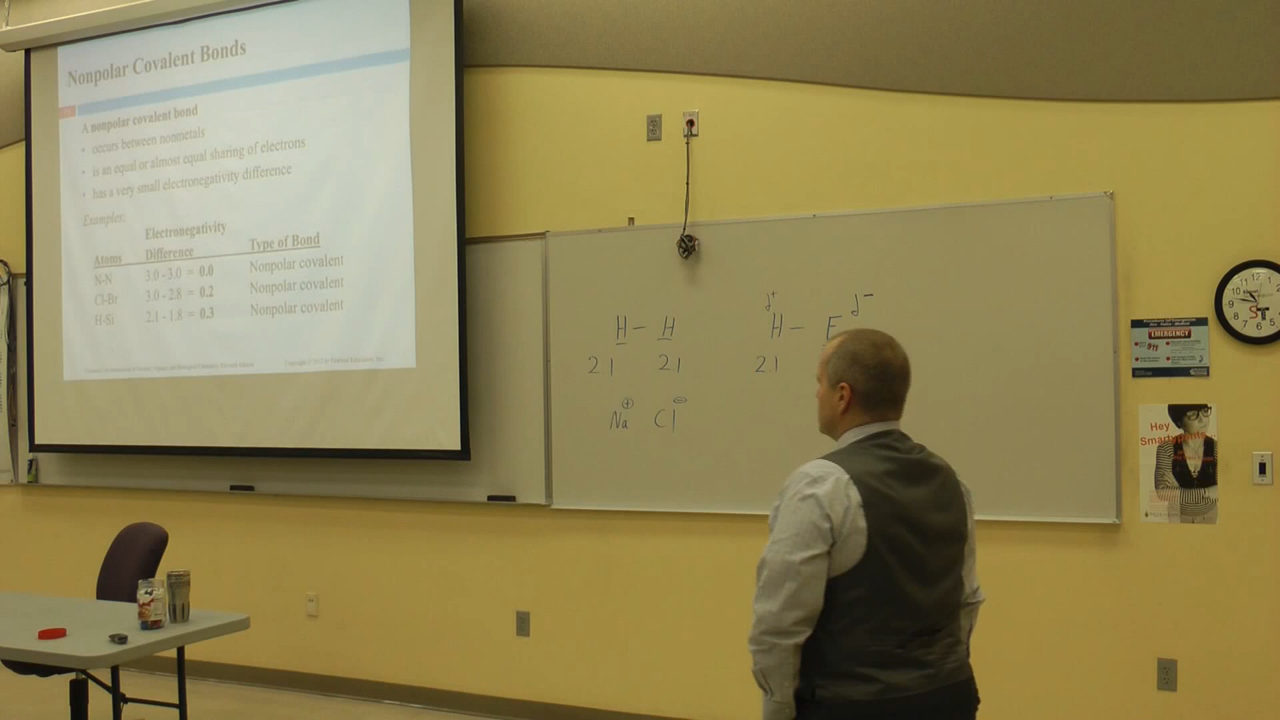 Nonpolar Covalent Bonds
A nonpolar covalent bond
• occurs between nonmetals
• is an equal or almost equal sharing of electrons
• has a very small electronegativity difference
Examples:
Electronegativity
Atoms Difference Type of Bond
N-N 3.0 - 3.0 = 0.0 Nonpolar covalent
Cl-Br 3.0 - 2.8 = 0.2 Nonpolar covalent
H-Si 2.1 - 1.8 = 0.3 Nonpolar covalent
δ+ δ−
H − H H − F
2.1 2.1 2.1
Na⊕ Cl⊖
EMERGENCY
911
Hey